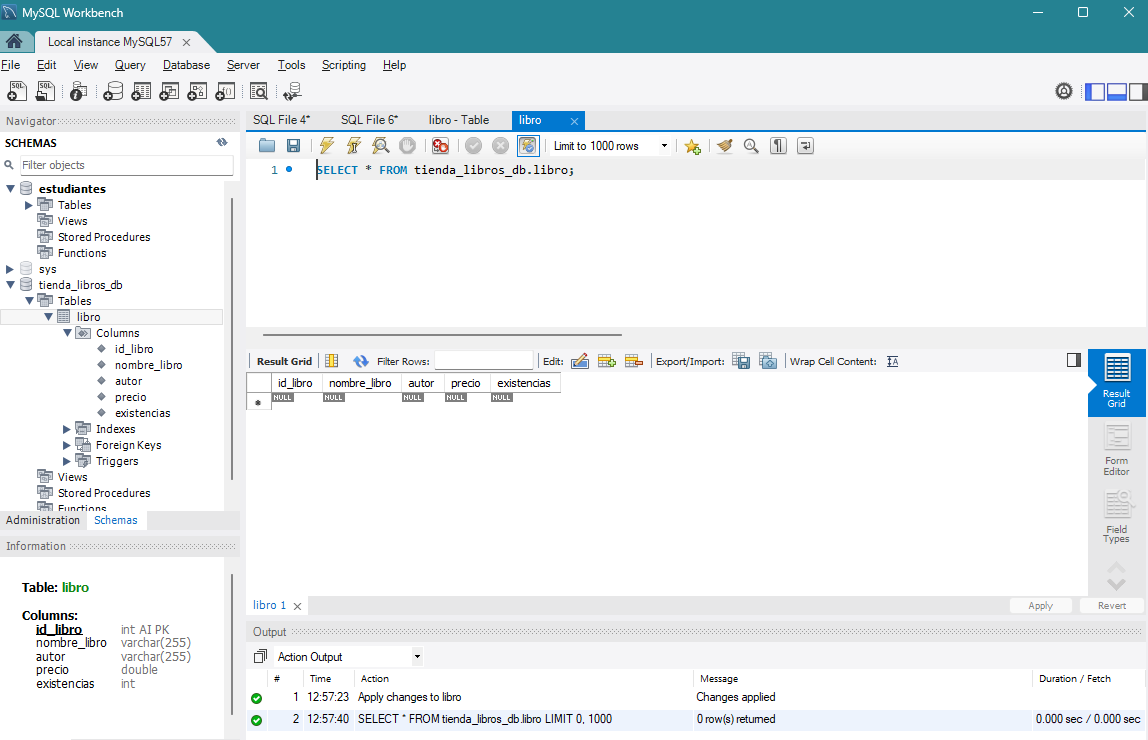 MySQL Workbench
Local instance MySQL57
File Edit View Query Database Server Tools Scripting Help
Navigator
SCHEMAS
Filter objects
estudiantes
Tables
Views
Stored Procedures
Functions
sys
tienda_libros_db
Tables
libro
Columns
id_libro
nombre_libro
autor
precio
existencias
Indexes
Foreign Keys
Triggers
Views
Stored Procedures
Functions
Administration Schemas
Information
Table: libro
Columns:
id_libro int AI PK
nombre_libro varchar(255)
autor varchar(255)
precio double
existencias int
SQL File 4* SQL File 6* libro - Table libro
Limit to 1000 rows
1 SELECT * FROM tienda_libros_db.libro;
Result Grid Filter Rows: Edit: Export/Import: Wrap Cell Content:
id_libro nombre_libro autor precio existencias
NULL NULL NULL NULL NULL
Result Grid
Form Editor
Field Types
libro 1
Apply Revert
Output
Action Output
# Time Action Message Duration / Fetch
1 12:57:23 Apply changes to libro Changes applied
2 12:57:40 SELECT * FROM tienda_libros_db.libro LIMIT 0, 1000 0 row(s) returned 0.000 sec / 0.000 sec